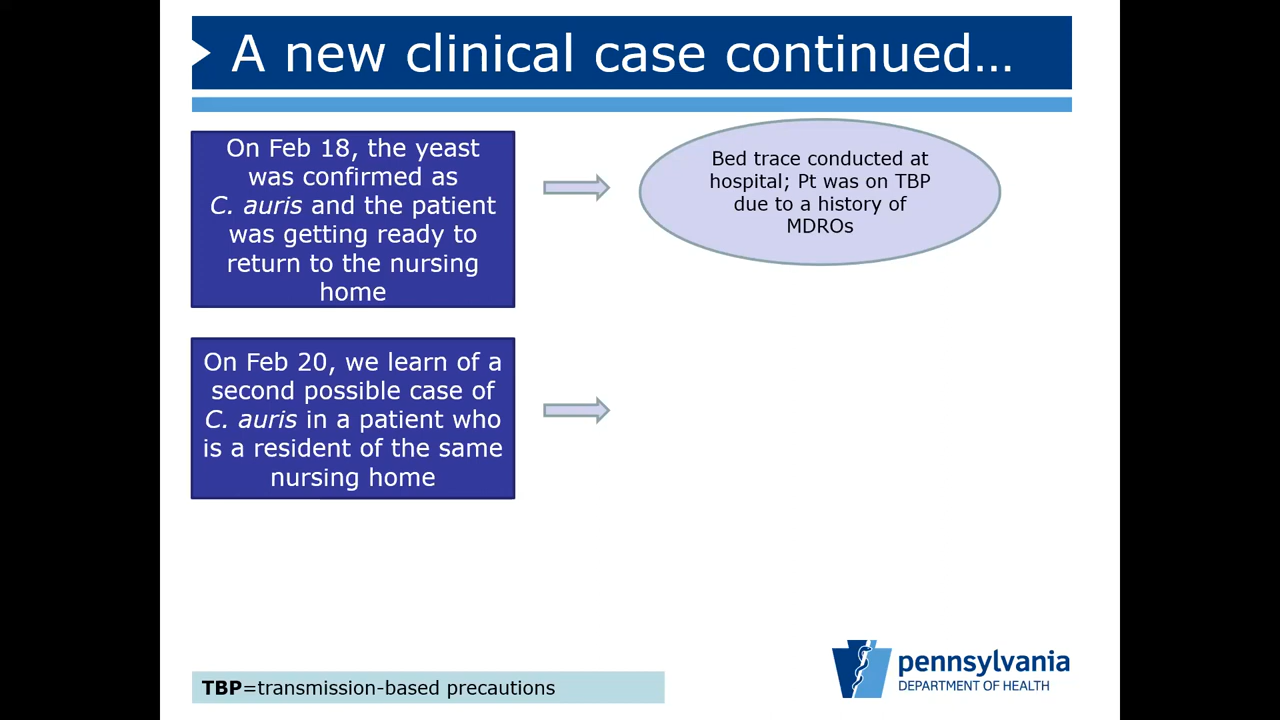 A new clinical case continued…
On Feb 18, the yeast
was confirmed as
C. auris and the patient
was getting ready to
return to the nursing
home
Bed trace conducted at
hospital; Pt was on TBP
due to a history of
MDROs
On Feb 20, we learn of a
second possible case of
C. auris in a patient who
is a resident of the same
nursing home
TBP=transmission-based precautions
pennsylvania
DEPARTMENT OF HEALTH